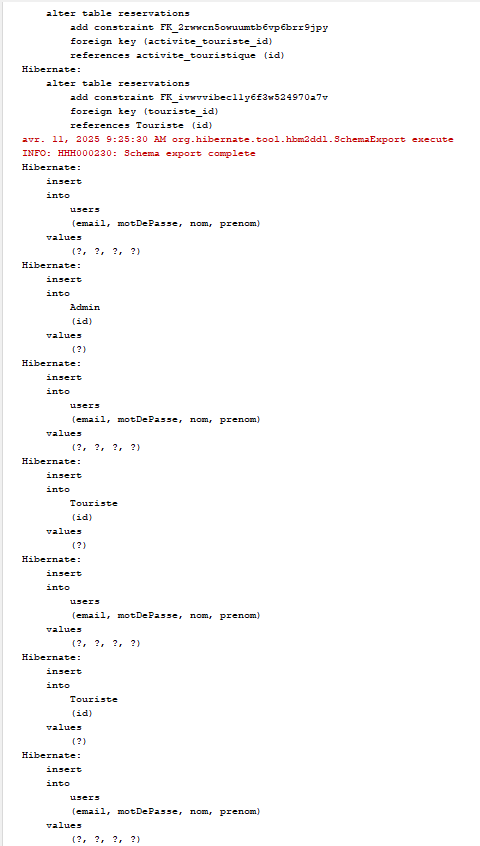 alter table reservations
add constraint FK_2rwwcn5owuumtb6vp6brr9jpy
foreign key (activite_touriste_id)
references activite_touristique (id)
Hibernate:
alter table reservations
add constraint FK_ivwvvibec11y6f3w524970a7v
foreign key (touriste_id)
references Touriste (id)
avr. 11, 2025 9:25:30 AM org.hibernate.tool.hbm2ddl.SchemaExport execute
INFO: HHH000230: Schema export complete
Hibernate:
insert
into
users
(email, motDePasse, nom, prenom)
values
(?, ?, ?, ?)
Hibernate:
insert
into
Admin
(id)
values
(?)
Hibernate:
insert
into
users
(email, motDePasse, nom, prenom)
values
(?, ?, ?, ?)
Hibernate:
insert
into
Touriste
(id)
values
(?)
Hibernate:
insert
into
users
(email, motDePasse, nom, prenom)
values
(?, ?, ?, ?)
Hibernate:
insert
into
Touriste
(id)
values
(?)
Hibernate:
insert
into
users
(email, motDePasse, nom, prenom)
values
(?, ?, ?, ?)